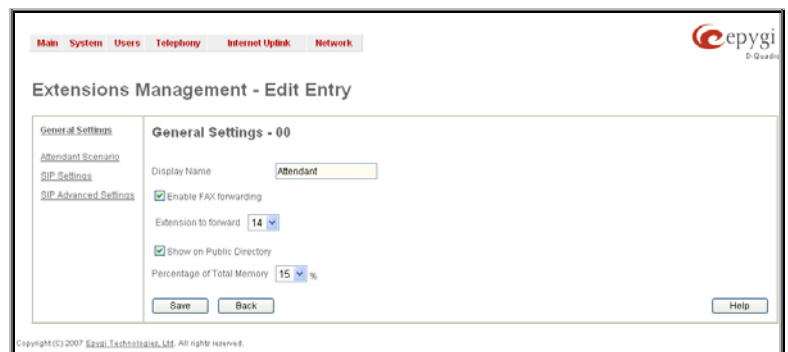 Main System Users Telephony Internet Uplink Network
epygi
D-Quadro
Extensions Management - Edit Entry
General Settings
Attendant Scenario
SIP Settings
SIP Advanced Settings
General Settings - 00
Display Name Attendant
Enable FAX forwarding
Extension to forward 14
Show on Public Directory
Percentage of Total Memory 15 %
Save Back Help
Copyright (C) 2007 Epygi Technologies, Ltd. All rights reserved.